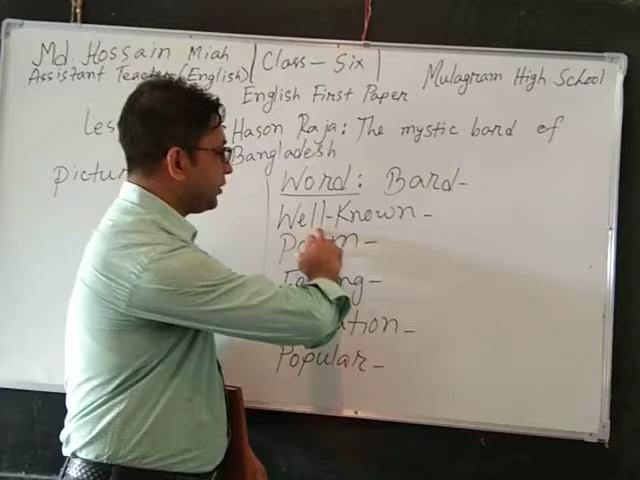 Md. Hossain Miah
Assistant Teacher (English)
Class - Six
Mulagram High School
English First Paper
Hason Raja: The mystic bard of
Bangladesh
Word: Bard-
Well-Known -
Popular -